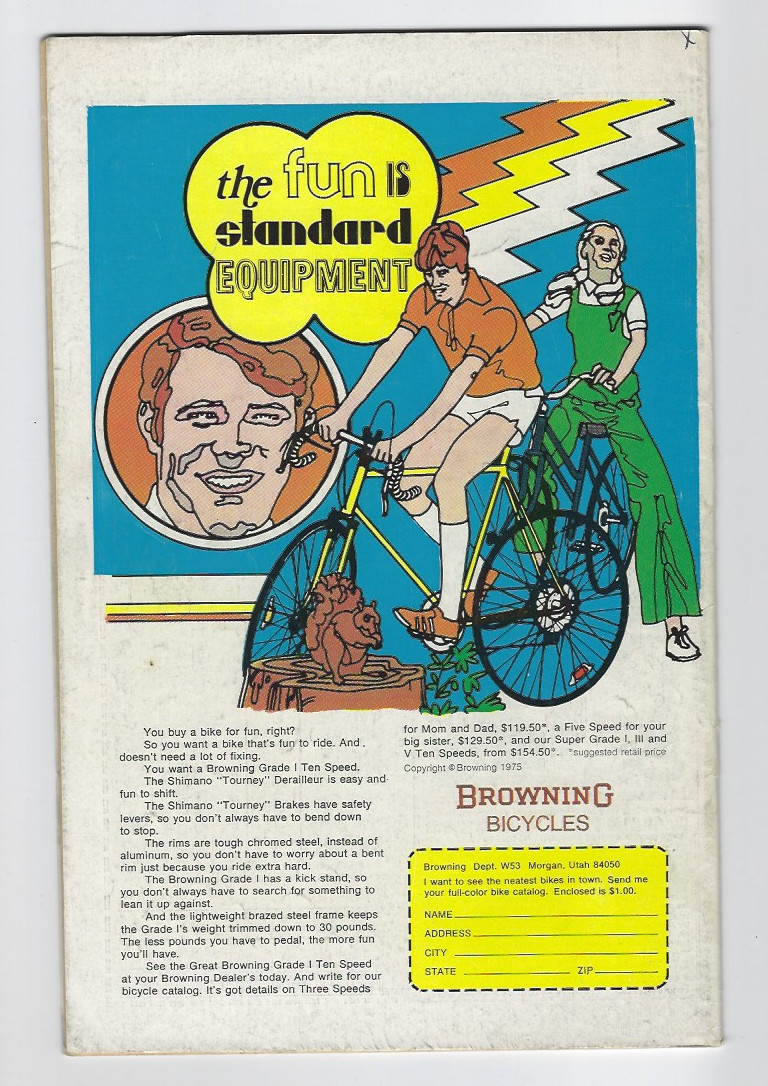 the fun IS
standard
EQUIPMENT
You buy a bike for fun, right?
So you want a bike that's fun to ride. And
doesn't need a lot of fixing.
You want a Browning Grade I Ten Speed.
The Shimano "Tourney" Derailleur is easy and
fun to shift.
The Shimano "Tourney" Brakes have safety
levers, so you don't always have to bend down
to stop.
The rims are tough chromed steel, instead of
aluminum, so you don't have to worry about a bent
rim just because you ride extra hard.
The Browning Grade I has a kick stand, so
you don't always have to search for something to
lean it up against.
And the lightweight brazed steel frame keeps
the Grade I's weight trimmed down to 30 pounds.
The less pounds you have to pedal, the more fun
you'll have.
See the Great Browning Grade I Ten Speed
at your Browning Dealer's today. And write for our
bicycle catalog. It's got details on Three Speeds
for Mom and Dad, $119.50*, a Five Speed for your
big sister, $129.50*, and our Super Grade I, III and
V Ten Speeds, from $154.50*. *suggested retail price
Copyright © Browning 1975
BROWNING
BICYCLES
Browning Dept. W53 Morgan, Utah 84050
I want to see the neatest bikes in town. Send me
your full-color bike catalog. Enclosed is $1.00.
NAME
ADDRESS
CITY
STATE ZIP